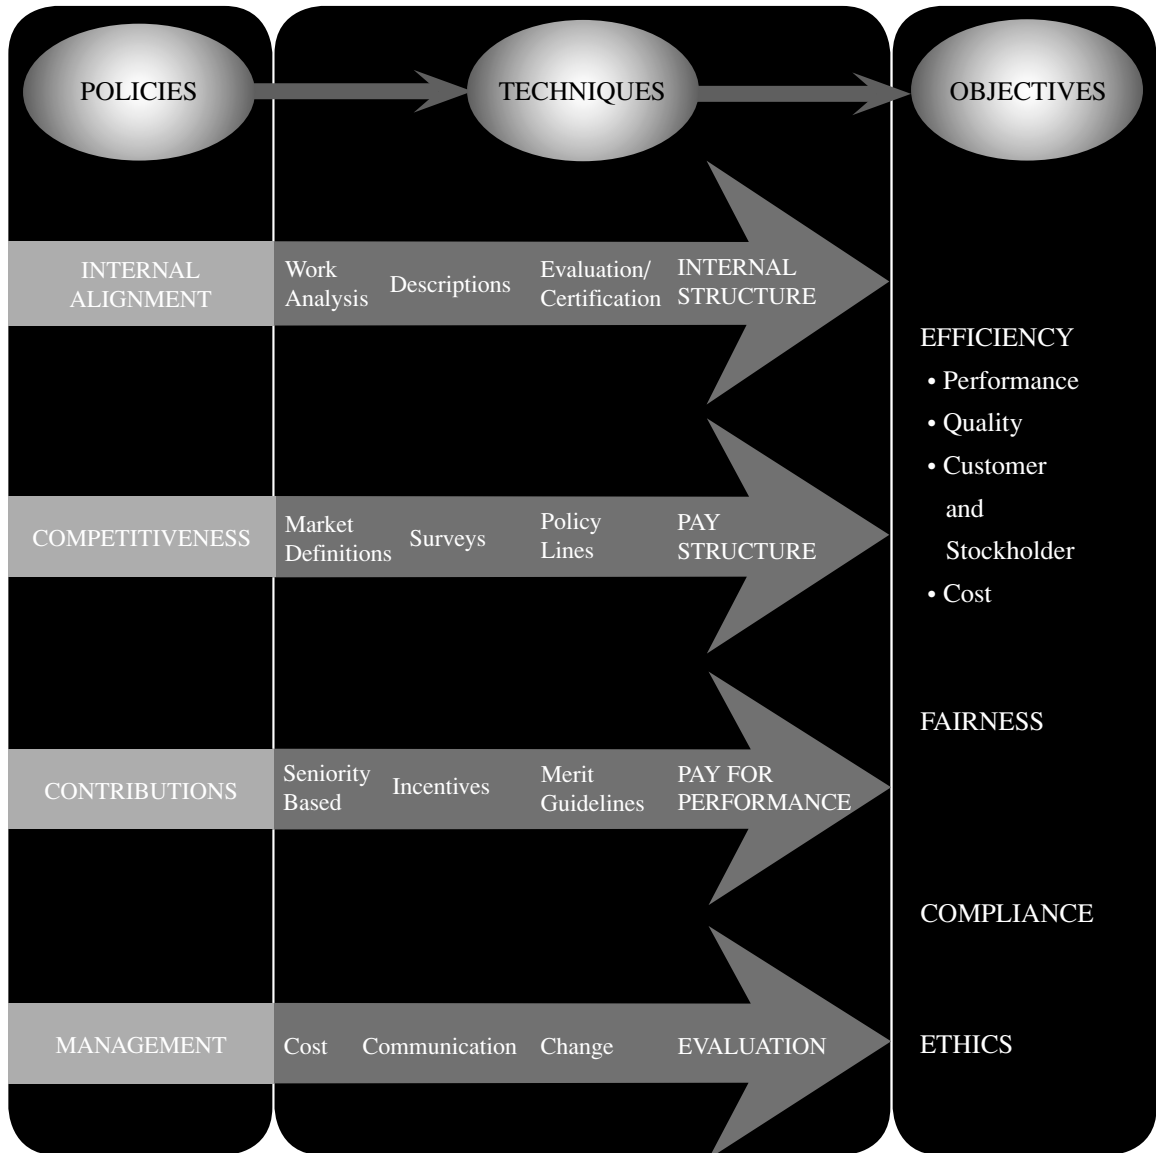 POLICIES
TECHNIQUES
OBJECTIVES
INTERNAL
ALIGNMENT
Work
Analysis
Descriptions
Evaluation/
Certification
INTERNAL
STRUCTURE
COMPETITIVENESS
Market
Definitions
Surveys
Policy
Lines
PAY
STRUCTURE
CONTRIBUTIONS
Seniority
Based
Incentives
Merit
Guidelines
PAY FOR
PERFORMANCE
MANAGEMENT
Cost
Communication
Change
EVALUATION
EFFICIENCY
• Performance
• Quality
• Customer
and
Stockholder
• Cost
FAIRNESS
COMPLIANCE
ETHICS